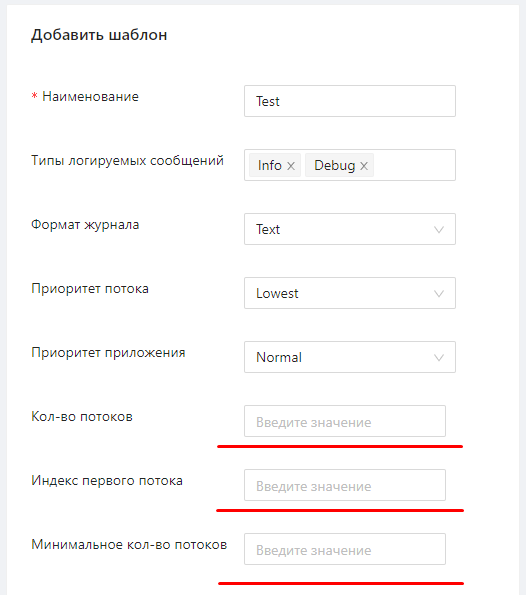 Добавить шаблон
* Наименование
Test
Типы логируемых сообщений
Info Debug
Формат журнала
Text
Приоритет потока
Lowest
Приоритет приложения
Normal
Кол-во потоков
Введите значение
Индекс первого потока
Введите значение
Минимальное кол-во потоков
Введите значение